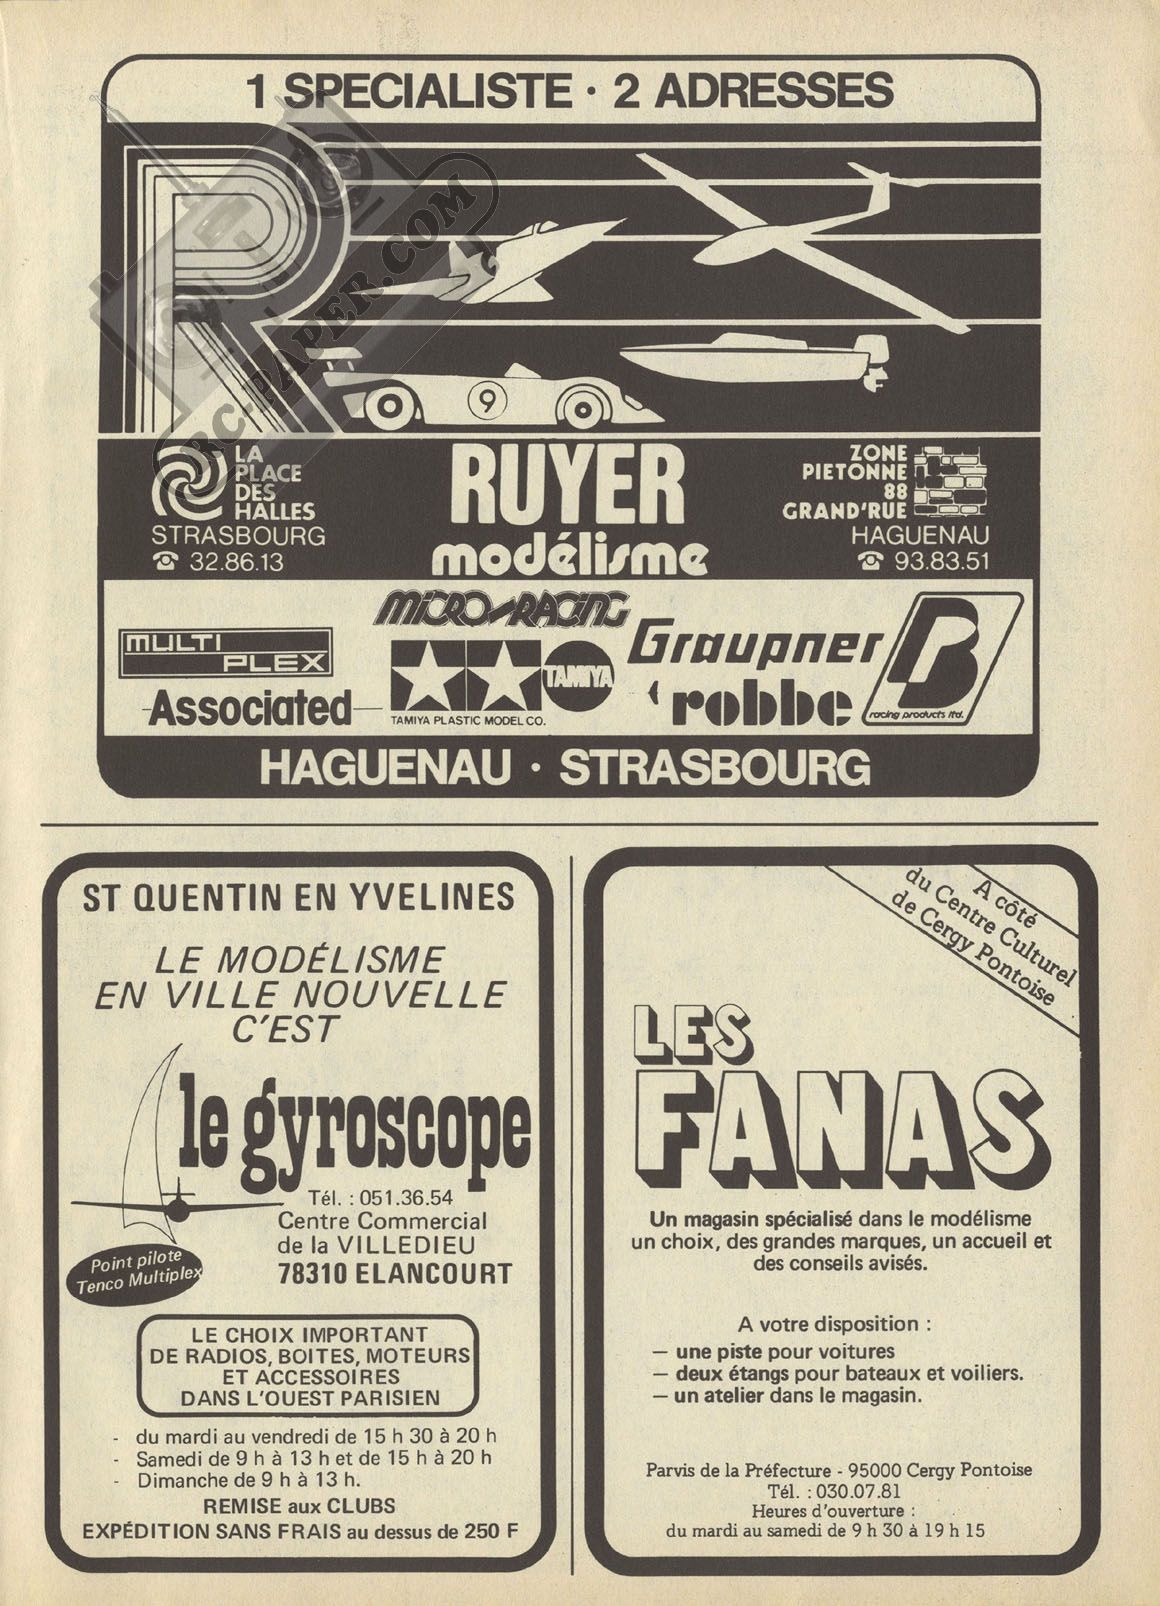 1 SPECIALISTE · 2 ADRESSES
RC-PAPER.COM
9
LA
PLACE
DES
HALLES
STRASBOURG
☎ 32.86.13
RUYER
modélisme
ZONE
PIETONNE
88
GRAND'RUE
HAGUENAU
☎ 93.83.51
MULTI
PLEX
Associated
MICRO RACING
TAMIYA
TAMIYA PLASTIC MODEL CO.
Graupner
robbe
racing products ltd.
HAGUENAU · STRASBOURG
ST QUENTIN EN YVELINES
LE MODÉLISME
EN VILLE NOUVELLE
C'EST
le gyroscope
Tél. : 051.36.54
Centre Commercial
de la VILLEDIEU
78310 ELANCOURT
Point pilote
Tenco Multiplex
LE CHOIX IMPORTANT
DE RADIOS, BOITES, MOTEURS
ET ACCESSOIRES
DANS L'OUEST PARISIEN
- du mardi au vendredi de 15 h 30 à 20 h
- Samedi de 9 h à 13 h et de 15 h à 20 h
- Dimanche de 9 h à 13 h.
REMISE aux CLUBS
EXPÉDITION SANS FRAIS au dessus de 250 F
A côté
du Centre Culturel
de Cergy Pontoise
LES
FANAS
Un magasin spécialisé dans le modélisme
un choix, des grandes marques, un accueil et
des conseils avisés.
A votre disposition :
— une piste pour voitures
— deux étangs pour bateaux et voiliers.
— un atelier dans le magasin.
Parvis de la Préfecture - 95000 Cergy Pontoise
Tél. : 030.07.81
Heures d'ouverture :
du mardi au samedi de 9 h 30 à 19 h 15